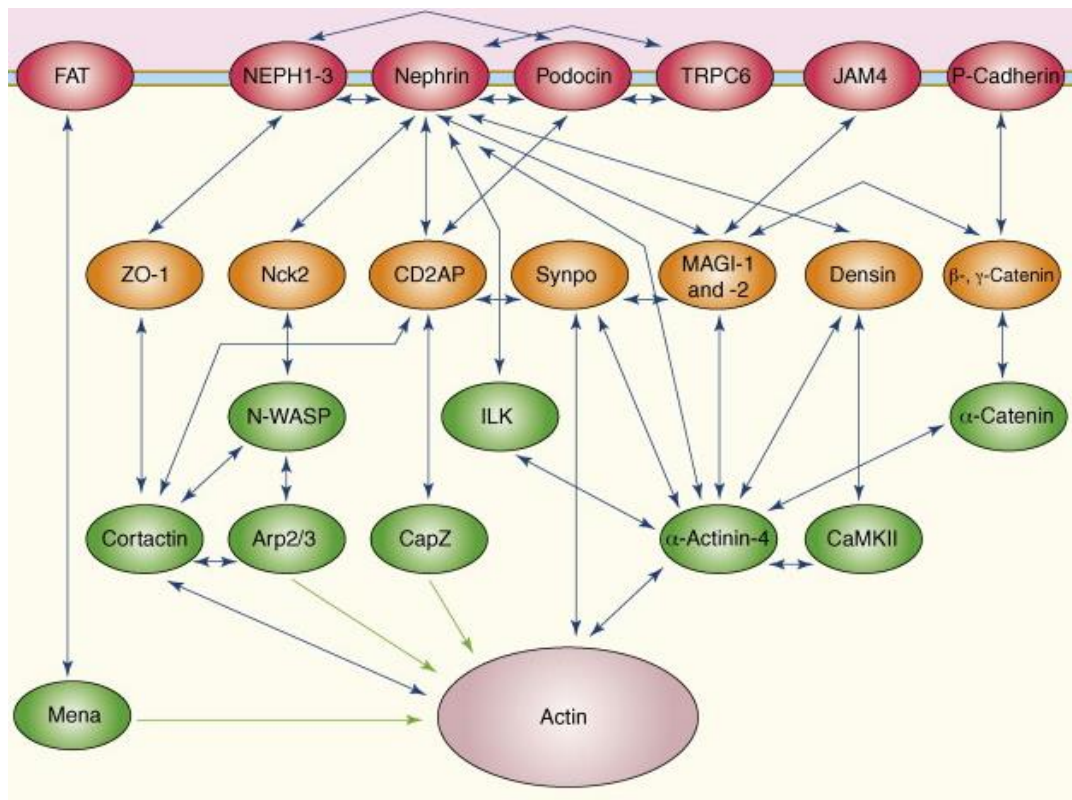 FAT
NEPH1-3
Nephrin
Podocin
TRPC6
JAM4
P-Cadherin
ZO-1
Nck2
CD2AP
Synpo
MAGI-1
and -2
Densin
β-, γ-Catenin
N-WASP
ILK
α-Catenin
Cortactin
Arp2/3
CapZ
α-Actinin-4
CaMKII
Mena
Actin